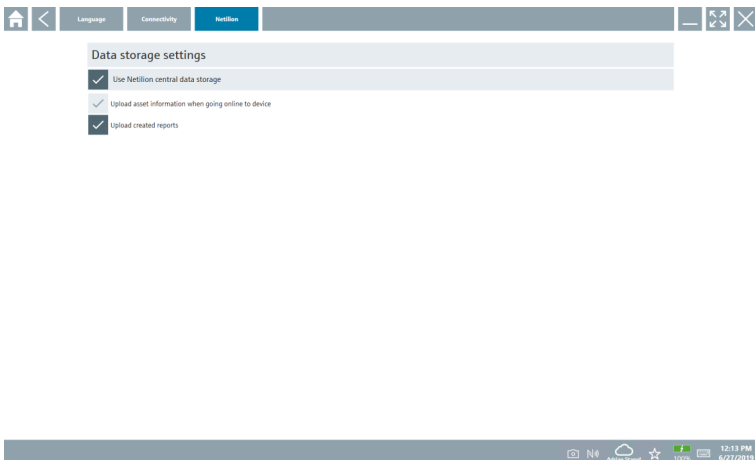 Language
Connectivity
Netilion
Data storage settings
Use Netilion central data storage
Upload asset information when going online to device
Upload created reports
100%
12:13 PM
6/27/2019